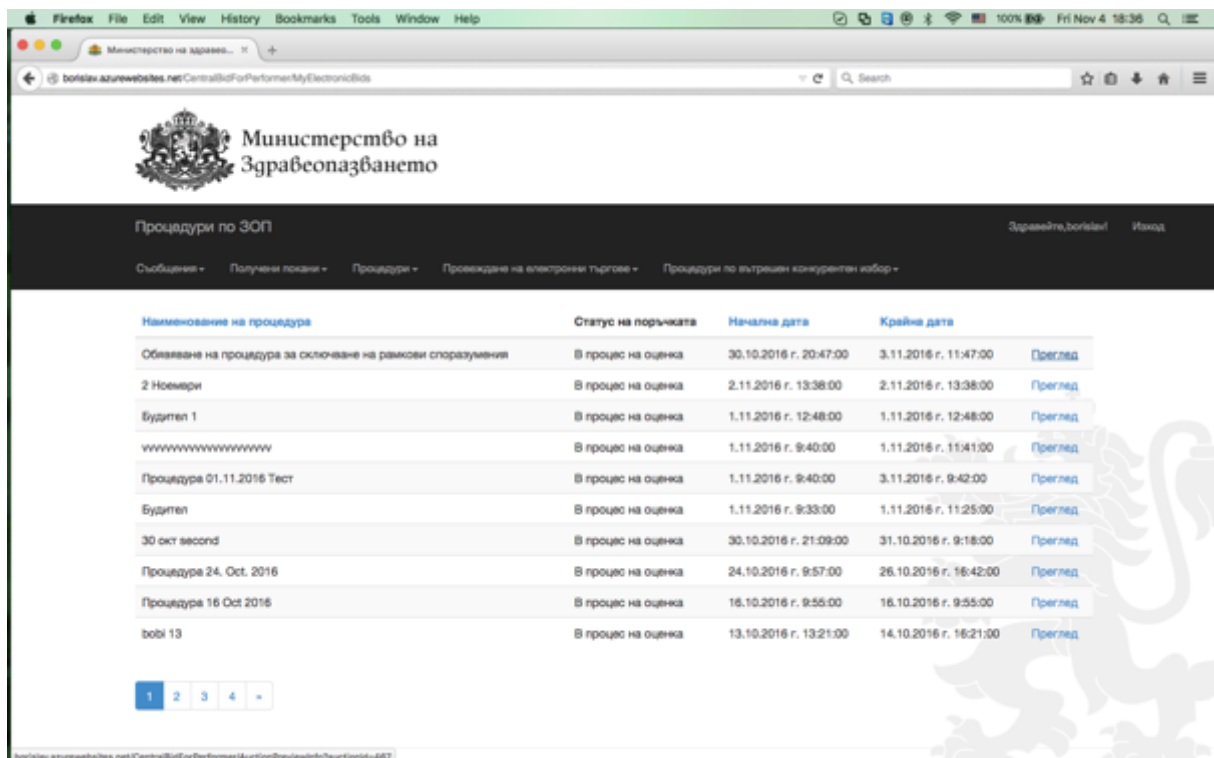 Firefox File Edit View History Bookmarks Tools Window Help 100% Fri Nov 4 18:36
Министерство на здравео...
borislav.azurewebsites.net/CentralBidForPerformer/MyElectronicBids Search
Министерство на
Здравеопазването
Процедури по ЗОП Здравейте,borislav! Изход
Съобщения Получени покани Процедури Провеждане на електронни търгове Процедури по вътрешен конкурентен избор
Наименование на процедура Статус на поръчката Начална дата Крайна дата
Обявяване на процедура за сключване на рамкови споразумения В процес на оценка 30.10.2016 г. 20:47:00 3.11.2016 г. 11:47:00 Преглед
2 Ноември В процес на оценка 2.11.2016 г. 13:38:00 2.11.2016 г. 13:38:00 Преглед
Будител 1 В процес на оценка 1.11.2016 г. 12:48:00 1.11.2016 г. 12:48:00 Преглед
В процес на оценка 1.11.2016 г. 9:40:00 1.11.2016 г. 11:41:00 Преглед
Процедура 01.11.2016 Тест В процес на оценка 1.11.2016 г. 9:40:00 3.11.2016 г. 9:42:00 Преглед
Будител В процес на оценка 1.11.2016 г. 9:33:00 1.11.2016 г. 11:25:00 Преглед
30 окт second В процес на оценка 30.10.2016 г. 21:09:00 31.10.2016 г. 9:18:00 Преглед
Процедура 24. Oct. 2016 В процес на оценка 24.10.2016 г. 9:57:00 26.10.2016 г. 16:42:00 Преглед
Процедура 16 Oct 2016 В процес на оценка 16.10.2016 г. 9:55:00 16.10.2016 г. 9:55:00 Преглед
bobi 13 В процес на оценка 13.10.2016 г. 13:21:00 14.10.2016 г. 16:21:00 Преглед
1 2 3 4 »